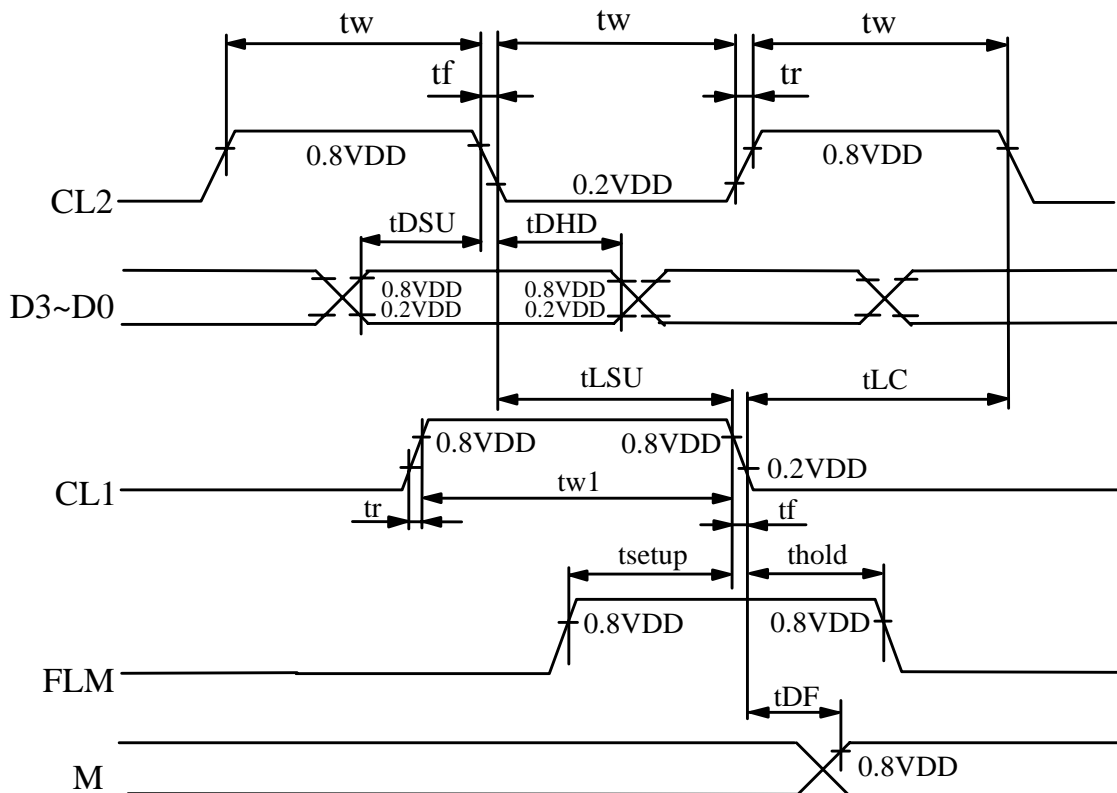 tw tw tw
tf tr
0.8VDD 0.8VDD
0.2VDD
CL2
tDSU tDHD
0.8VDD 0.8VDD
D3~D0
0.2VDD 0.2VDD
tLSU tLC
0.8VDD 0.8VDD
0.2VDD
CL1
tw1
tr tf
tsetup thold
0.8VDD 0.8VDD
FLM
tDF
0.8VDD
M